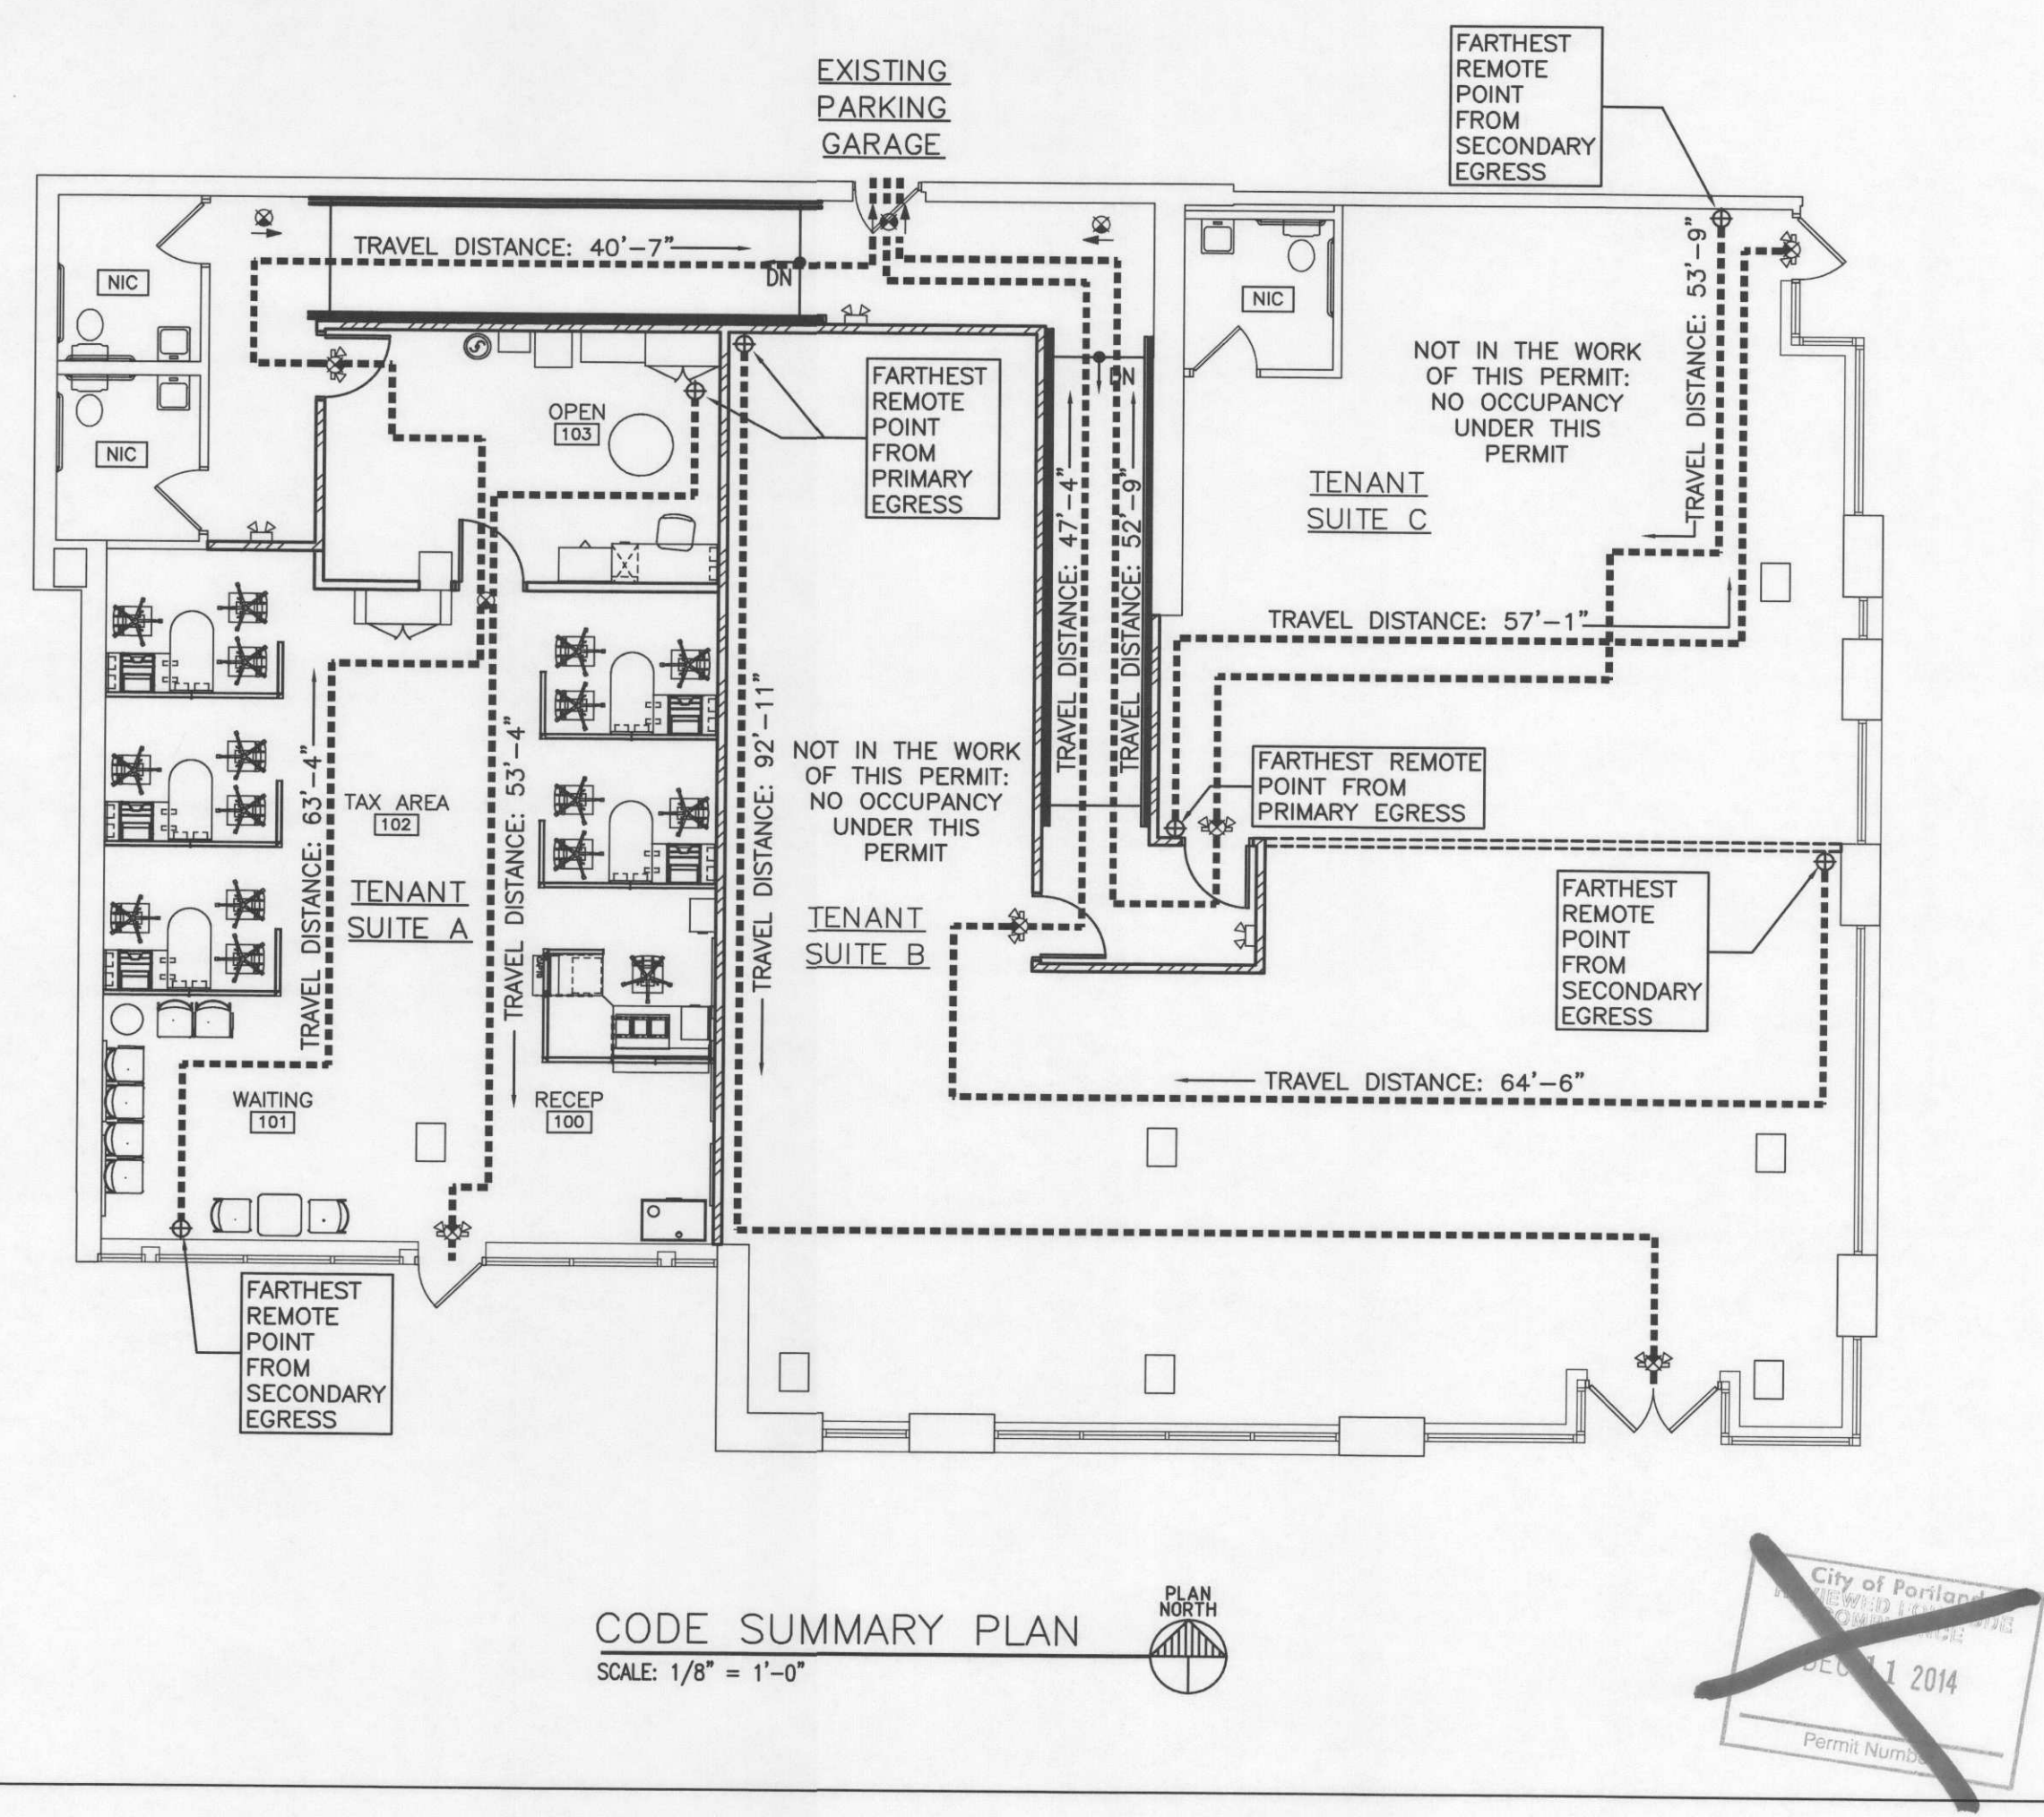 EXISTING
PARKING
GARAGE
FARTHEST
REMOTE
POINT
FROM
SECONDARY
EGRESS
TRAVEL DISTANCE: 40'-7"
DN
NIC
NIC
NIC
OPEN
103
FARTHEST
REMOTE
POINT
FROM
PRIMARY
EGRESS
DN
TRAVEL DISTANCE: 47'-4"
TRAVEL DISTANCE: 52'-9"
TRAVEL DISTANCE: 53'-9"
NOT IN THE WORK
OF THIS PERMIT:
NO OCCUPANCY
UNDER THIS
PERMIT
TENANT
SUITE C
TRAVEL DISTANCE: 57'-1"
TRAVEL DISTANCE: 63'-4"
TAX AREA
102
TENANT
SUITE A
TRAVEL DISTANCE: 53'-4"
TRAVEL DISTANCE: 92'-11"
NOT IN THE WORK
OF THIS PERMIT:
NO OCCUPANCY
UNDER THIS
PERMIT
TENANT
SUITE B
FARTHEST REMOTE
POINT FROM
PRIMARY EGRESS
FARTHEST
REMOTE
POINT
FROM
SECONDARY
EGRESS
TRAVEL DISTANCE: 64'-6"
WAITING
101
RECEP
100
FARTHEST
REMOTE
POINT
FROM
SECONDARY
EGRESS
CODE SUMMARY PLAN
SCALE: 1/8" = 1'-0"
PLAN
NORTH
City of Portland
DEC 11 2014
Permit Number